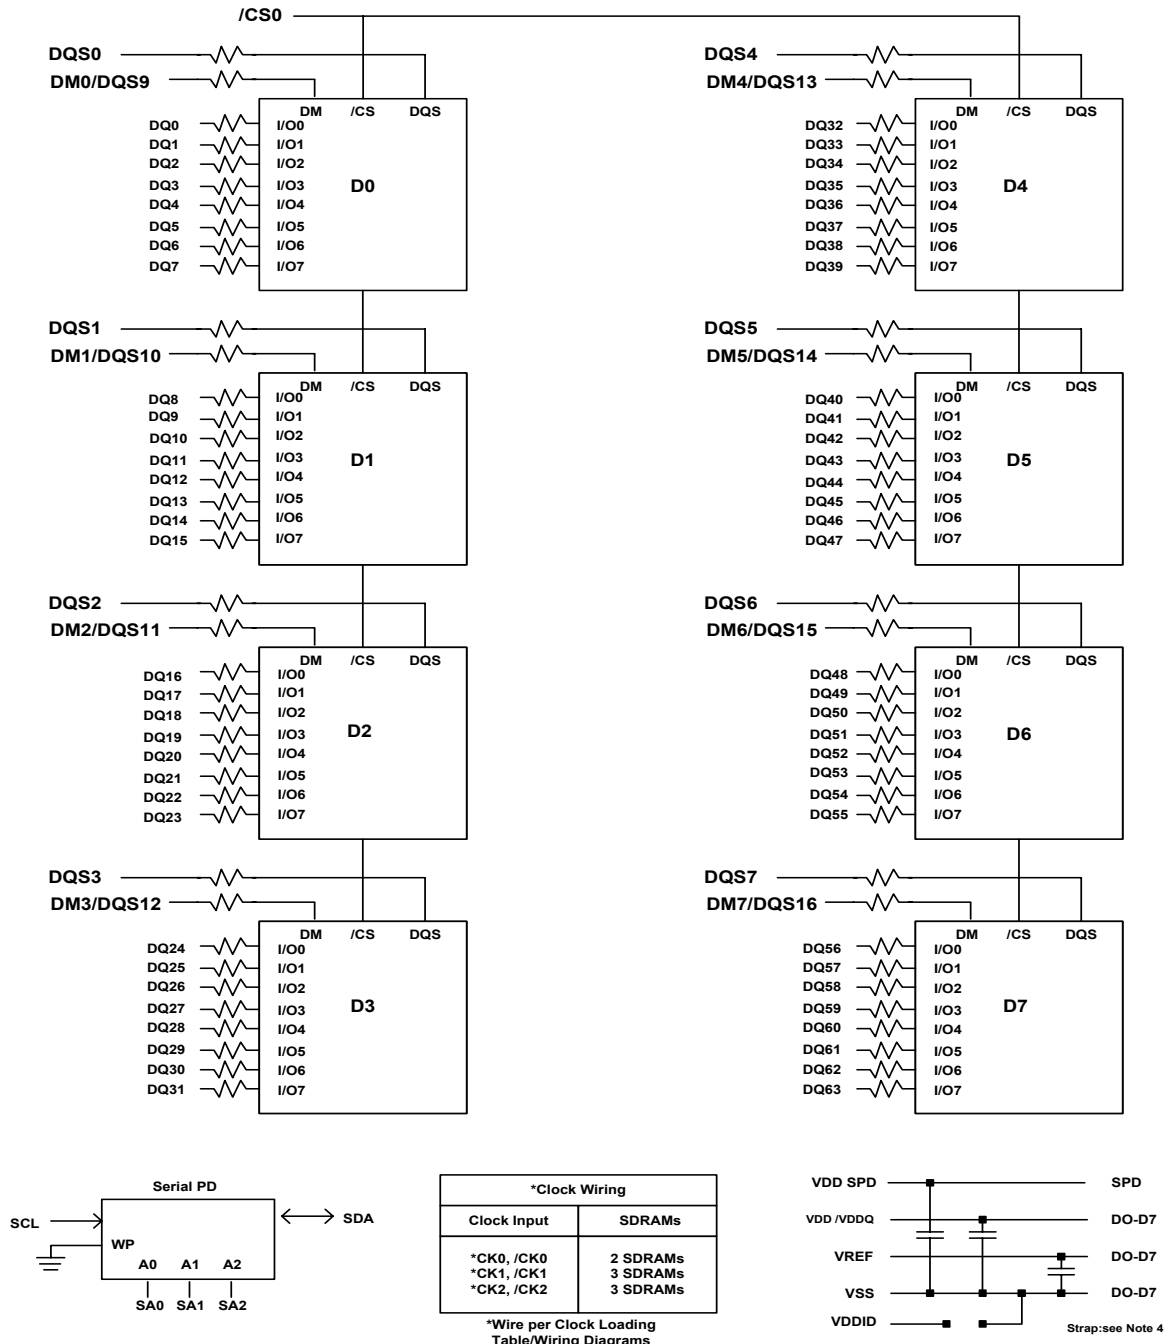 /CS0
DQS0
DM0/DQS9
DM /CS DQS
DQ0 I/O0
DQ1 I/O1
DQ2 I/O2
DQ3 I/O3
DQ4 I/O4
DQ5 I/O5
DQ6 I/O6
DQ7 I/O7
D0
DQS4
DM4/DQS13
DM /CS DQS
DQ32 I/O0
DQ33 I/O1
DQ34 I/O2
DQ35 I/O3
DQ36 I/O4
DQ37 I/O5
DQ38 I/O6
DQ39 I/O7
D4
DQS1
DM1/DQS10
DM /CS DQS
DQ8 I/O0
DQ9 I/O1
DQ10 I/O2
DQ11 I/O3
DQ12 I/O4
DQ13 I/O5
DQ14 I/O6
DQ15 I/O7
D1
DQS5
DM5/DQS14
DM /CS DQS
DQ40 I/O0
DQ41 I/O1
DQ42 I/O2
DQ43 I/O3
DQ44 I/O4
DQ45 I/O5
DQ46 I/O6
DQ47 I/O7
D5
DQS2
DM2/DQS11
DM /CS DQS
DQ16 I/O0
DQ17 I/O1
DQ18 I/O2
DQ19 I/O3
DQ20 I/O4
DQ21 I/O5
DQ22 I/O6
DQ23 I/O7
D2
DQS6
DM6/DQS15
DM /CS DQS
DQ48 I/O0
DQ49 I/O1
DQ50 I/O2
DQ51 I/O3
DQ52 I/O4
DQ53 I/O5
DQ54 I/O6
DQ55 I/O7
D6
DQS3
DM3/DQS12
DM /CS DQS
DQ24 I/O0
DQ25 I/O1
DQ26 I/O2
DQ27 I/O3
DQ28 I/O4
DQ29 I/O5
DQ30 I/O6
DQ31 I/O7
D3
DQS7
DM7/DQS16
DM /CS DQS
DQ56 I/O0
DQ57 I/O1
DQ58 I/O2
DQ59 I/O3
DQ60 I/O4
DQ61 I/O5
DQ62 I/O6
DQ63 I/O7
D7
Serial PD
SCL
SDA
WP
A0 A1 A2
SA0 SA1 SA2
*Clock Wiring
Clock Input SDRAMs
*CK0, /CK0 2 SDRAMs
*CK1, /CK1 3 SDRAMs
*CK2, /CK2 3 SDRAMs
*Wire per Clock Loading
Table/Wiring Diagrams
VDD SPD SPD
VDD /VDDQ DO-D7
VREF DO-D7
VSS DO-D7
VDDID
Strap:see Note 4